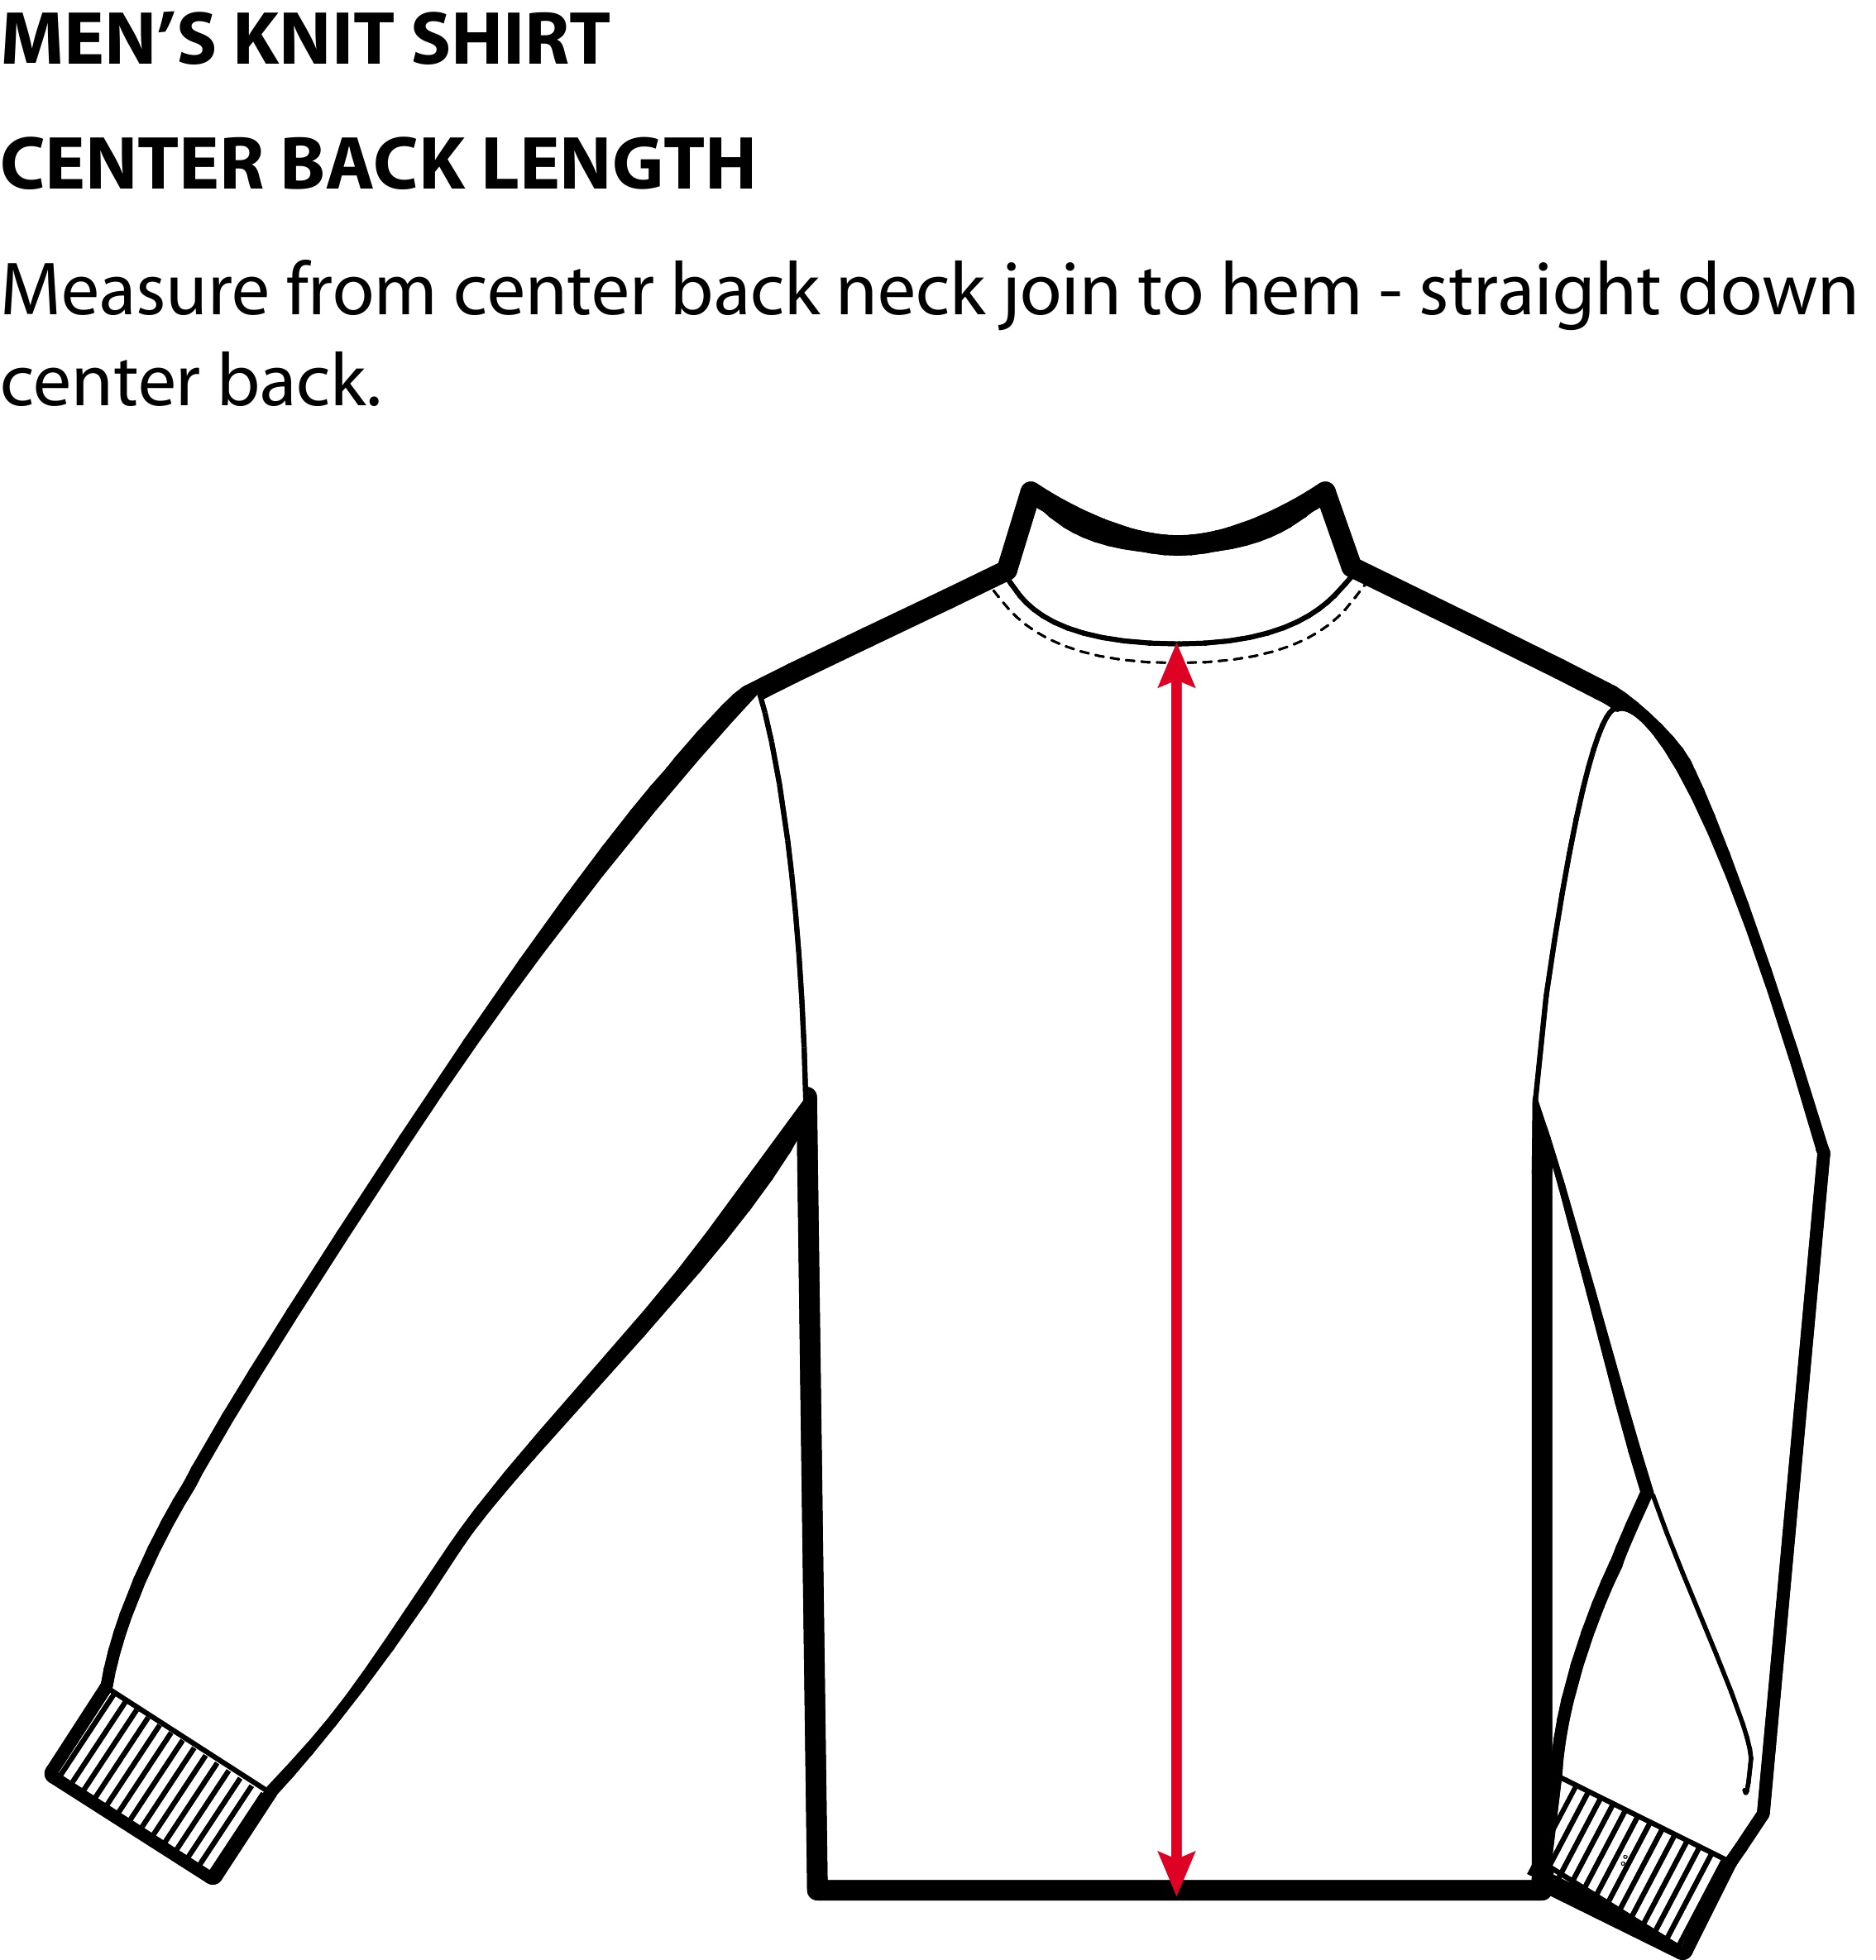 MEN‘S KNIT SHIRT
CENTER BACK LENGTH
Measure from center back neck join to hem - straight down
center back.